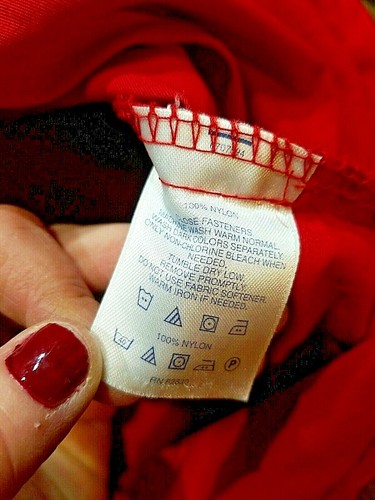 100% NYLON
CLOSE FASTENERS
MACHINE WASH WARM NORMAL.
WASH DARK COLORS SEPARATELY.
ONLY NON-CHLORINE BLEACH WHEN
NEEDED.
TUMBLE DRY LOW.
REMOVE PROMPTLY.
DO NOT USE FABRIC SOFTENER.
WARM IRON IF NEEDED.
100% NYLON
P
RN